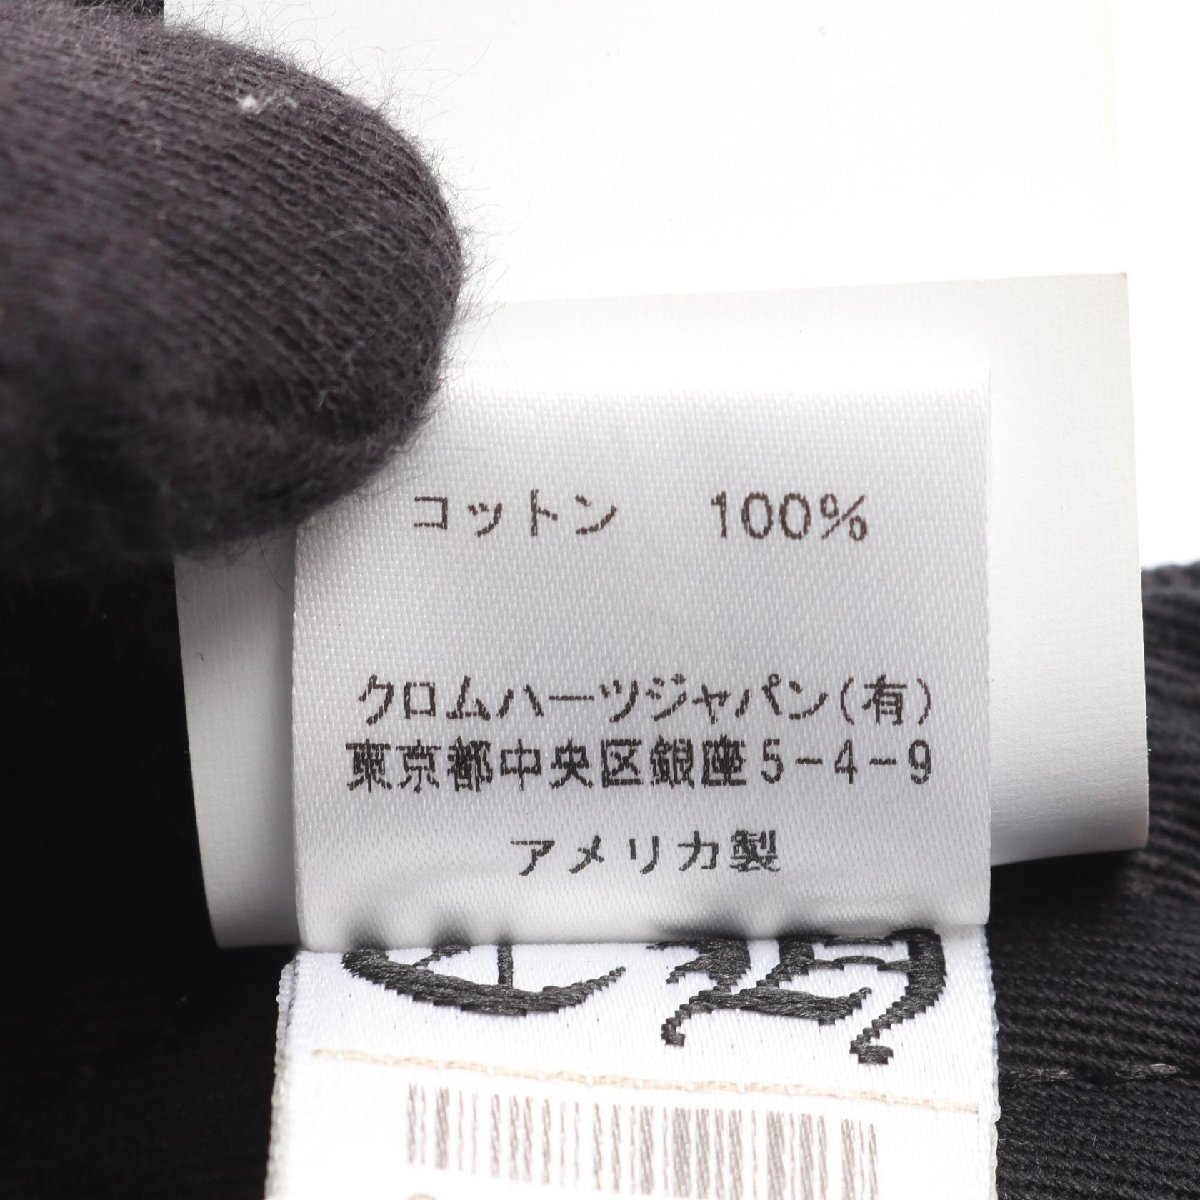 コットン　100%
クロムハーツジャパン(有)
東京都中央区銀座5-4-9
アメリカ製